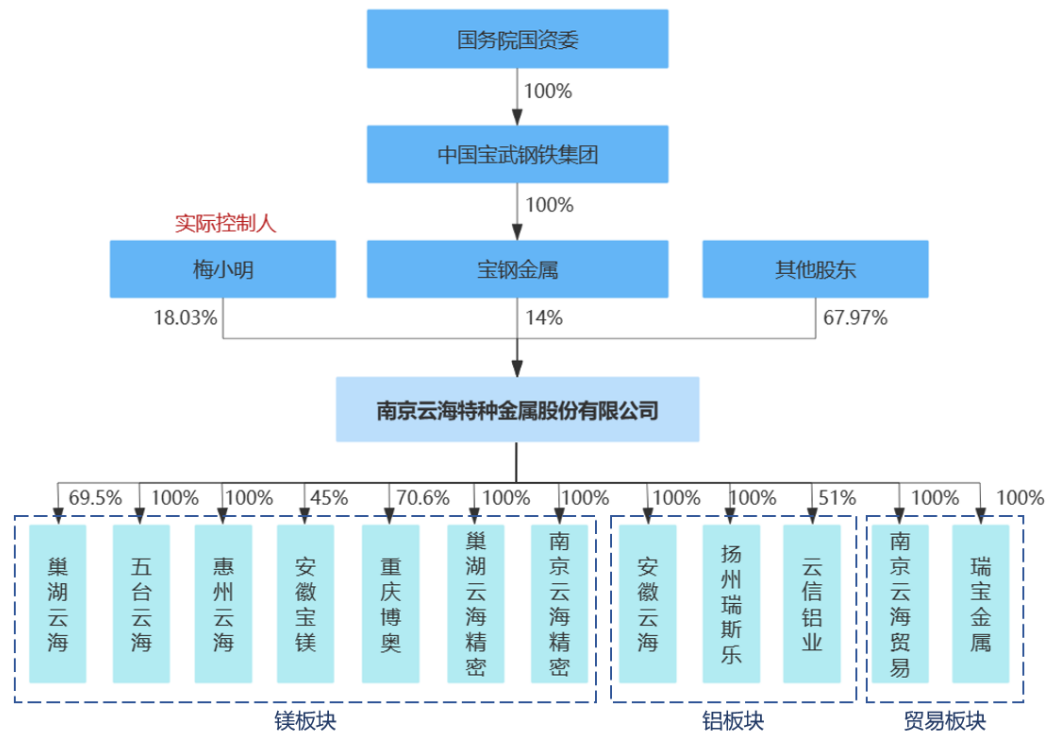 国务院国资委
100%
中国宝武钢铁集团
100%
实际控制人
梅小明
宝钢金属
其他股东
18.03%
14%
67.97%
南京云海特种金属股份有限公司
69.5%
100%
100%
45%
70.6%
100%
100%
100%
100%
51%
100%
100%
巢湖云海
五台云海
惠州云海
安徽宝镁
重庆博奥
巢湖云海精密
南京云海精密
安徽云海
扬州瑞斯乐
云信铝业
南京云海贸易
瑞宝金属
镁板块
铝板块
贸易板块